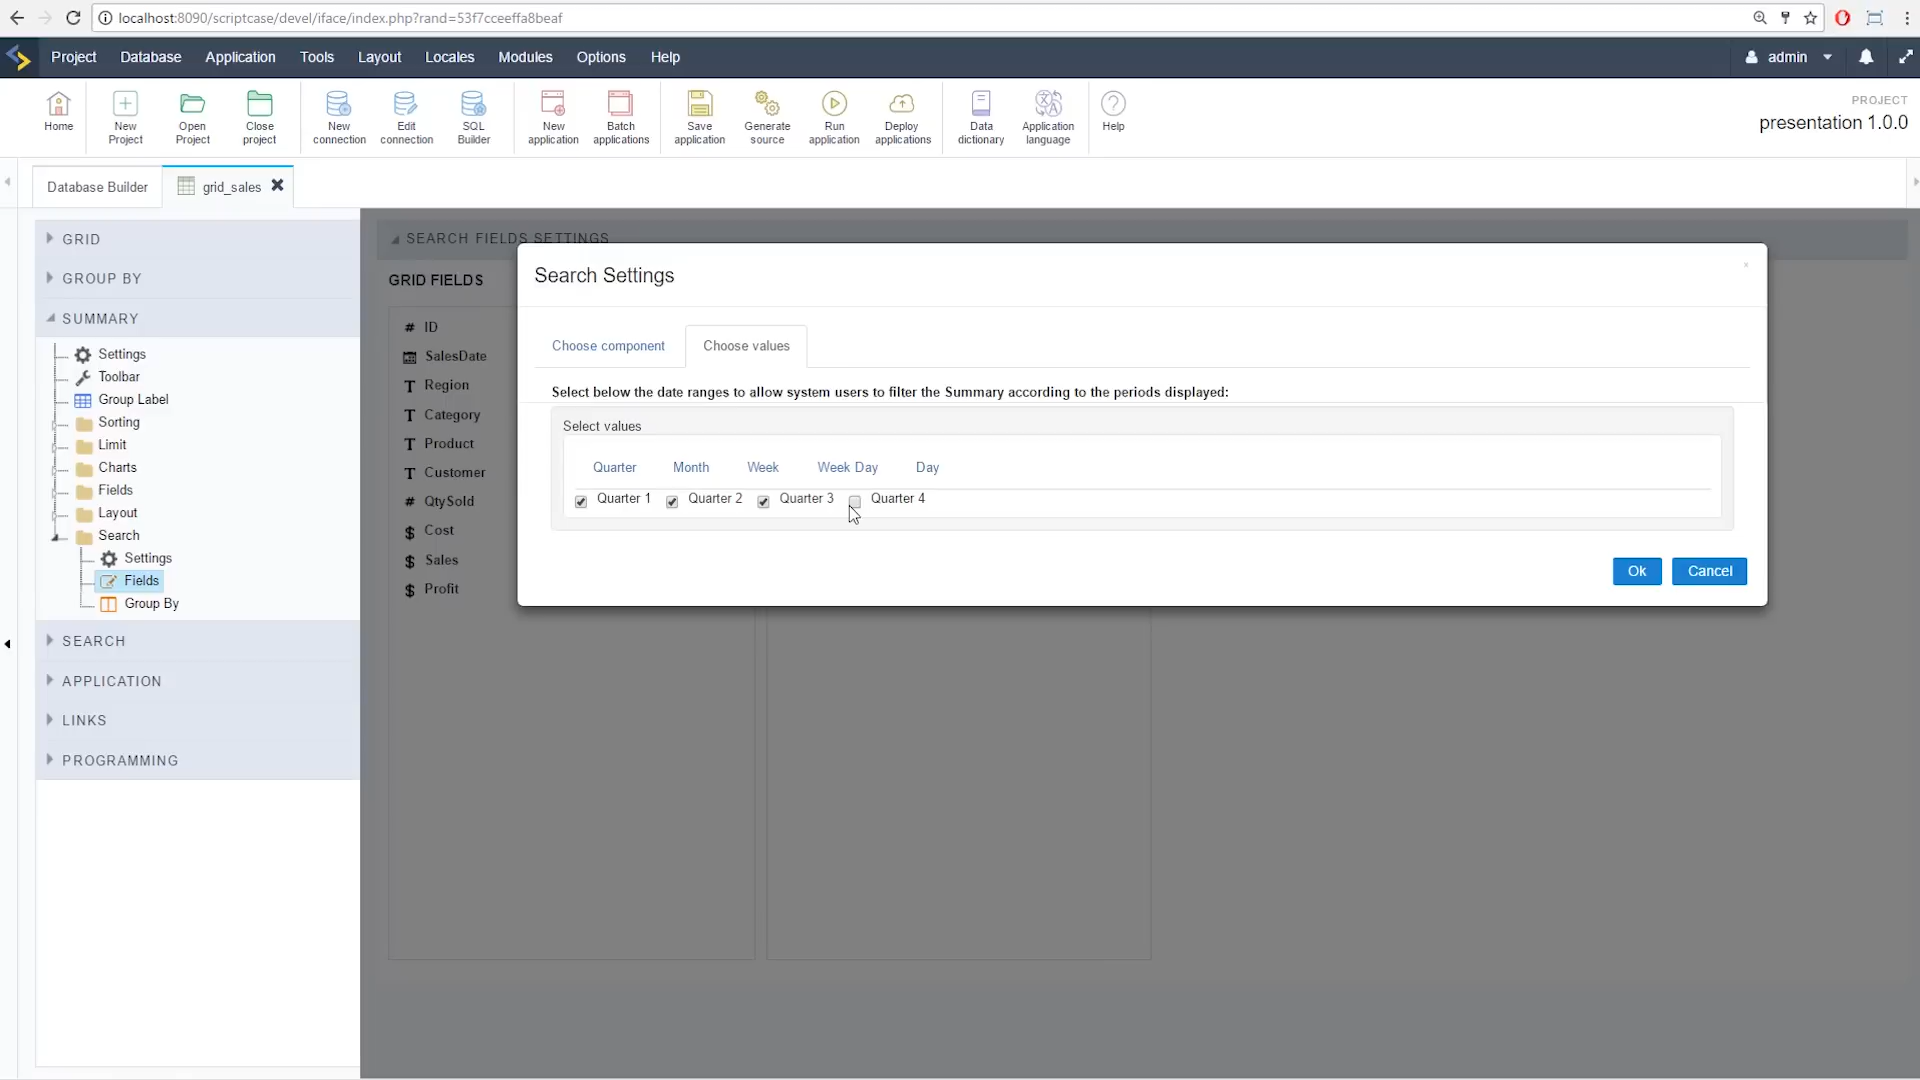 localhost:8090/scriptcase/devel/iface/index.php?rand=53f7cceeffa8beaf
Project Database Application Tools Layout Locales Modules Options Help admin
Home
New Project
Open Project
Close project
New connection
Edit connection
SQL Builder
New application
Batch applications
Save application
Generate source
Run application
Deploy applications
Data dictionary
Application language
Help
PROJECT
presentation 1.0.0
Database Builder
grid_sales
GRID
GROUP BY
SUMMARY
Settings
Toolbar
Group Label
Sorting
Limit
Charts
Fields
Layout
Search
Settings
Fields
Group By
SEARCH
APPLICATION
LINKS
PROGRAMMING
SEARCH FIELDS SETTINGS
GRID FIELDS
# ID
SalesDate
T Region
T Category
T Product
T Customer
# QtySold
$ Cost
$ Sales
$ Profit
Search Settings
Choose component
Choose values
Select below the date ranges to allow system users to filter the Summary according to the periods displayed:
Select values
Quarter Month Week Week Day Day
Quarter 1 Quarter 2 Quarter 3 Quarter 4
Ok Cancel